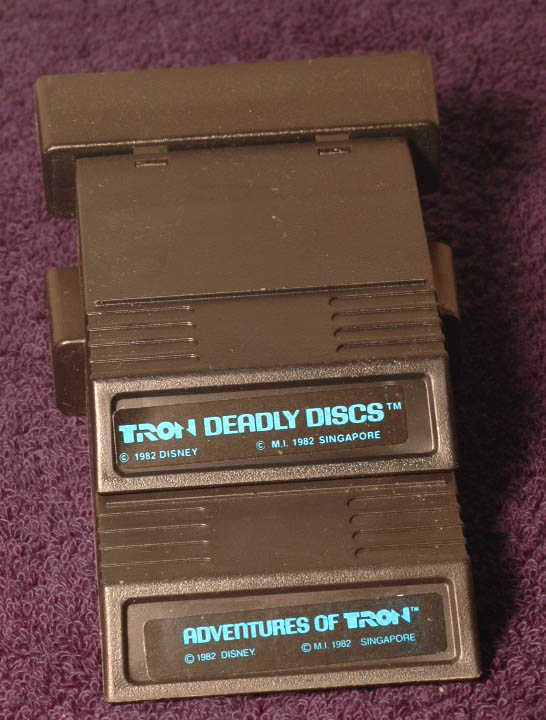 TRON DEADLY DISCS™
© 1982 DISNEY © M.I. 1982 SINGAPORE
ADVENTURES OF TRON™
© 1982 DISNEY. © M.I. 1982 SINGAPORE